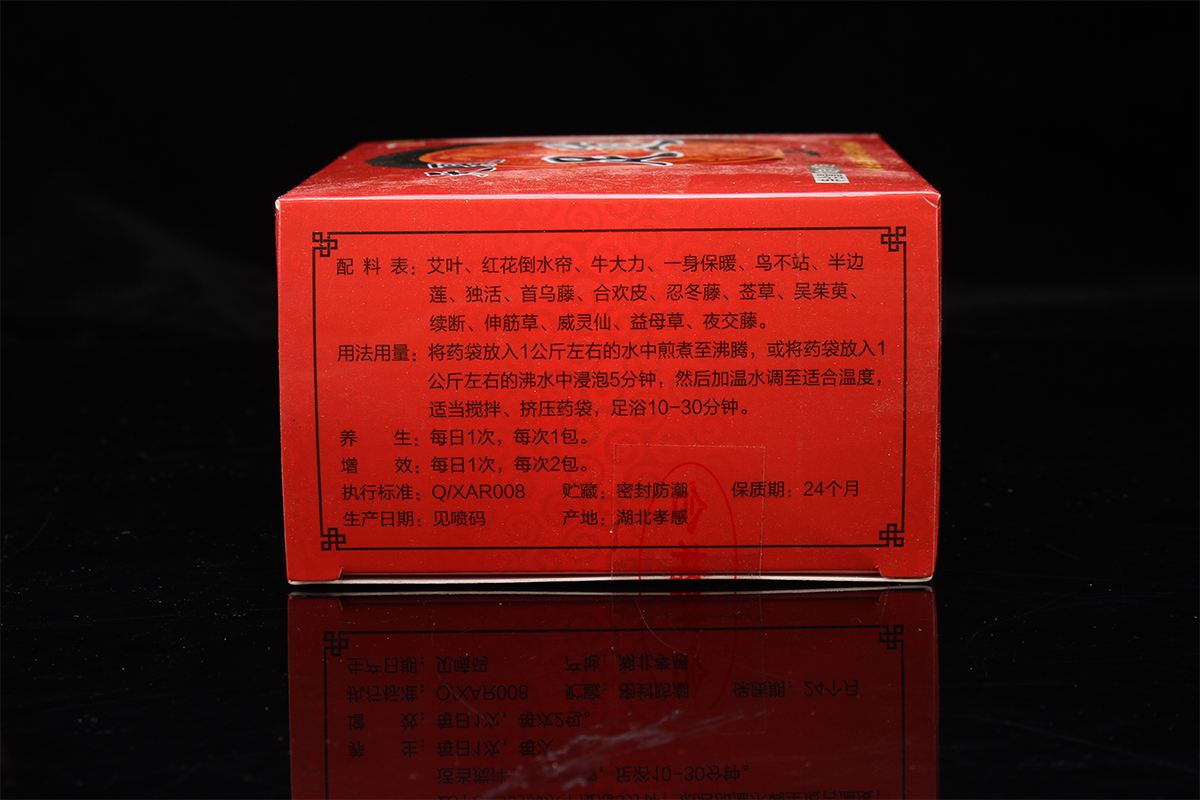 配料表：艾叶、红花倒水帘、牛大力、一身保暖、鸟不站、半边
莲、独活、首乌藤、合欢皮、忍冬藤、莶草、吴茱萸、
续断、伸筋草、威灵仙、益母草、夜交藤。
用法用量：将药袋放入1公斤左右的水中煎煮至沸腾，或将药袋放入1
公斤左右的沸水中浸泡5分钟，然后加温水调至适合温度，
适当搅拌、挤压药袋，足浴10-30分钟。
养生：每日1次，每次1包。
增效：每日1次，每次2包。
执行标准：Q/XAR008 贮藏：密封防潮 保质期：24个月
生产日期：见喷码 产地：湖北孝感